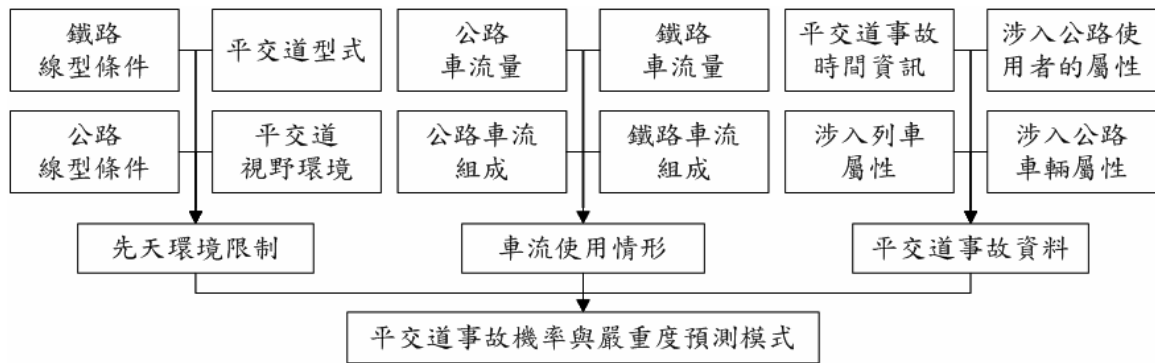 鐵路
線型條件
平交道型式
公路
車流量
鐵路
車流量
平交道事故
時間資訊
涉入公路使
用者的屬性
公路
線型條件
平交道
視野環境
公路車流
組成
鐵路車流
組成
涉入列車
屬性
涉入公路
車輛屬性
先天環境限制
車流使用情形
平交道事故資料
平交道事故機率與嚴重度預測模式